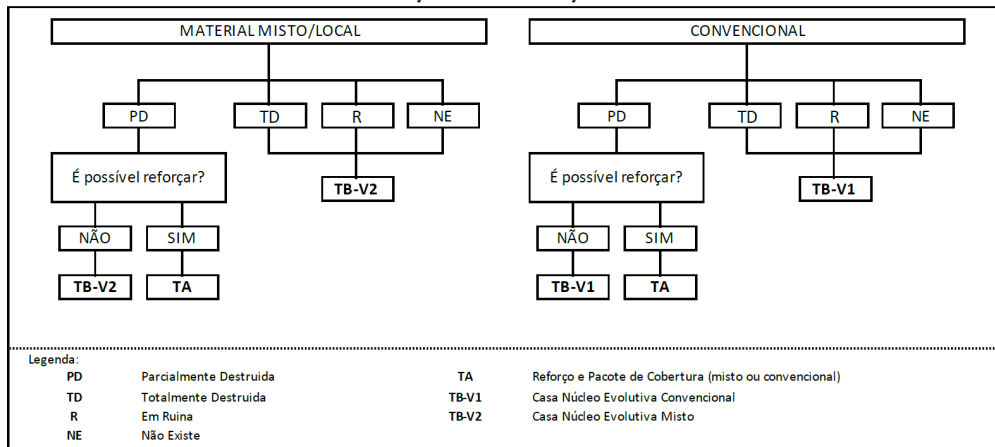 MATERIAL MISTO/LOCAL
PD
TD
R
NE
É possível reforçar?
TB-V2
NÃO
SIM
TB-V2
TA
CONVENCIONAL
PD
TD
R
NE
É possível reforçar?
TB-V1
NÃO
SIM
TB-V1
TA
Legenda:
PD Parcialmente Destruida
TD Totalmente Destruida
R Em Ruina
NE Não Existe
TA Reforço e Pacote de Cobertura (misto ou convencional)
TB-V1 Casa Núcleo Evolutiva Convencional
TB-V2 Casa Núcleo Evolutiva Misto